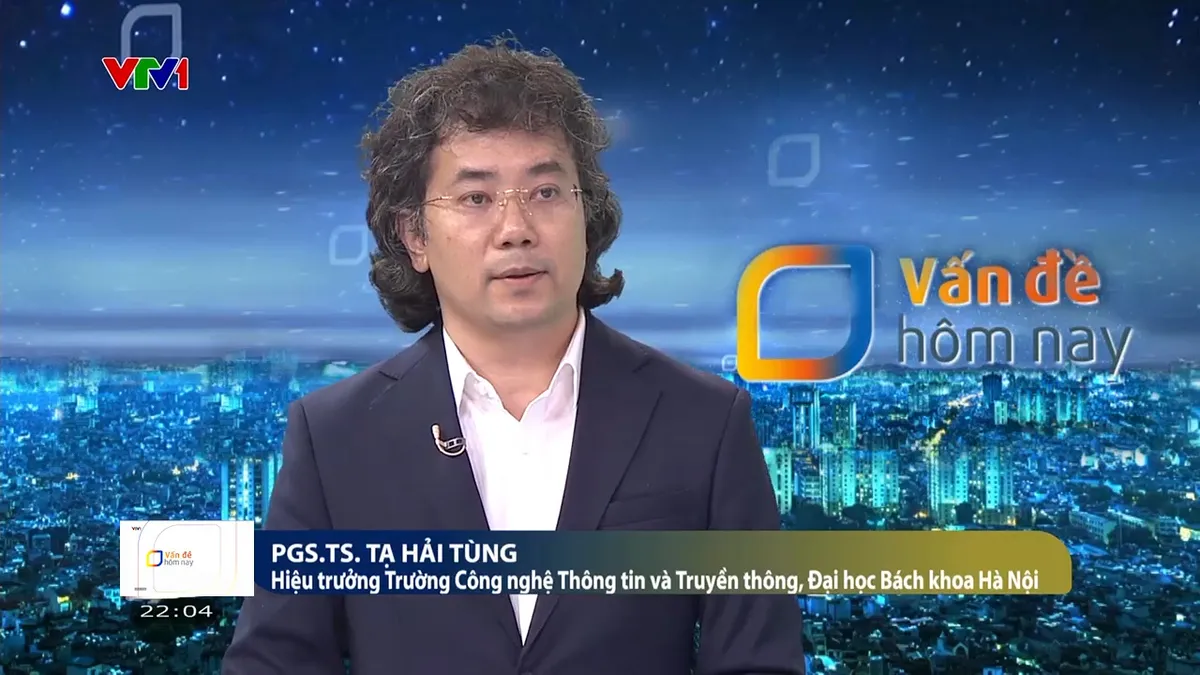 VTV1
Vấn đề
hôm nay
VTV1
Vấn đề
hôm nay
PGS.TS. TẠ HẢI TÙNG
Hiệu trưởng Trường Công nghệ Thông tin và Truyền thông, Đại học Bách khoa Hà Nội
22:04